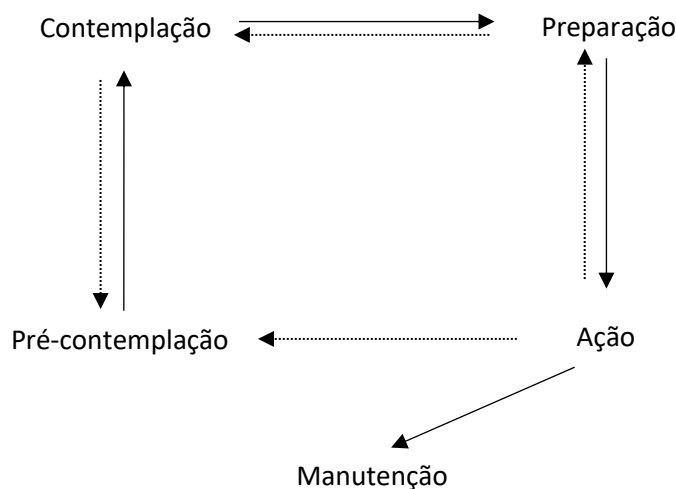 Contemplação
Preparação
Pré-contemplação
Ação
Manutenção